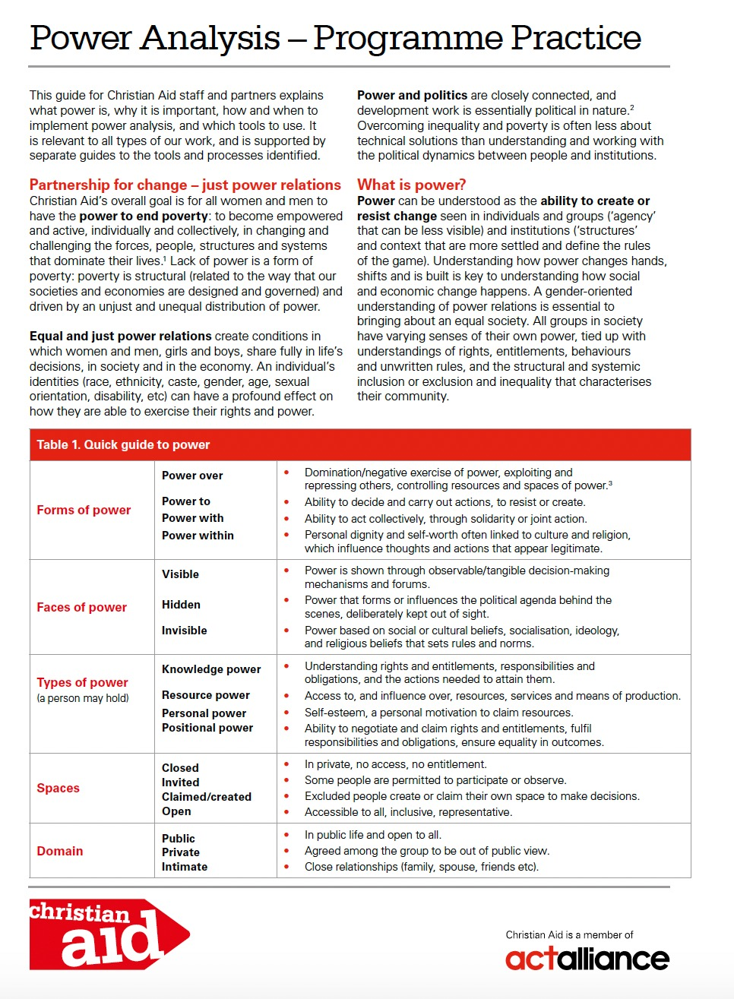 Power Analysis – Programme Practice
This guide for Christian Aid staff and partners explains
what power is, why it is important, how and when to
implement power analysis, and which tools to use. It
is relevant to all types of our work, and is supported by
separate guides to the tools and processes identified.
Partnership for change – just power relations
Christian Aid’s overall goal is for all women and men to
have the power to end poverty: to become empowered
and active, individually and collectively, in changing and
challenging the forces, people, structures and systems
that dominate their lives.¹ Lack of power is a form of
poverty: poverty is structural (related to the way that our
societies and economies are designed and governed) and
driven by an unjust and unequal distribution of power.
Equal and just power relations create conditions in
which women and men, girls and boys, share fully in life’s
decisions, in society and in the economy. An individual’s
identities (race, ethnicity, caste, gender, age, sexual
orientation, disability, etc) can have a profound effect on
how they are able to exercise their rights and power.
Power and politics are closely connected, and
development work is essentially political in nature.²
Overcoming inequality and poverty is often less about
technical solutions than understanding and working with
the political dynamics between people and institutions.
What is power?
Power can be understood as the ability to create or
resist change seen in individuals and groups (‘agency’
that can be less visible) and institutions (‘structures’
and context that are more settled and define the rules
of the game). Understanding how power changes hands,
shifts and is built is key to understanding how social
and economic change happens. A gender-oriented
understanding of power relations is essential to
bringing about an equal society. All groups in society
have varying senses of their own power, tied up with
understandings of rights, entitlements, behaviours
and unwritten rules, and the structural and systemic
inclusion or exclusion and inequality that characterises
their community.
Table 1. Quick guide to power
Forms of power
Power over
• Domination/negative exercise of power, exploiting and
repressing others, controlling resources and spaces of power.³
Power to
• Ability to decide and carry out actions, to resist or create.
Power with
• Ability to act collectively, through solidarity or joint action.
Power within
• Personal dignity and self-worth often linked to culture and religion,
which influence thoughts and actions that appear legitimate.
Faces of power
Visible
• Power is shown through observable/tangible decision-making
mechanisms and forums.
Hidden
• Power that forms or influences the political agenda behind the
scenes, deliberately kept out of sight.
Invisible
• Power based on social or cultural beliefs, socialisation, ideology,
and religious beliefs that sets rules and norms.
Types of power
(a person may hold)
Knowledge power
• Understanding rights and entitlements, responsibilities and
obligations, and the actions needed to attain them.
Resource power
• Access to, and influence over, resources, services and means of production.
Personal power
• Self-esteem, a personal motivation to claim resources.
Positional power
• Ability to negotiate and claim rights and entitlements, fulfil
responsibilities and obligations, ensure equality in outcomes.
Spaces
Closed
• In private, no access, no entitlement.
Invited
• Some people are permitted to participate or observe.
Claimed/created
• Excluded people create or claim their own space to make decisions.
Open
• Accessible to all, inclusive, representative.
Domain
Public
• In public life and open to all.
Private
• Agreed among the group to be out of public view.
Intimate
• Close relationships (family, spouse, friends etc).
christian
aid
Christian Aid is a member of
actalliance